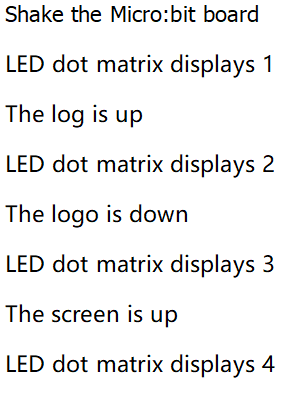 Shake the Micro:bit board
LED dot matrix displays 1
The log is up
LED dot matrix displays 2
The logo is down
LED dot matrix displays 3
The screen is up
LED dot matrix displays 4